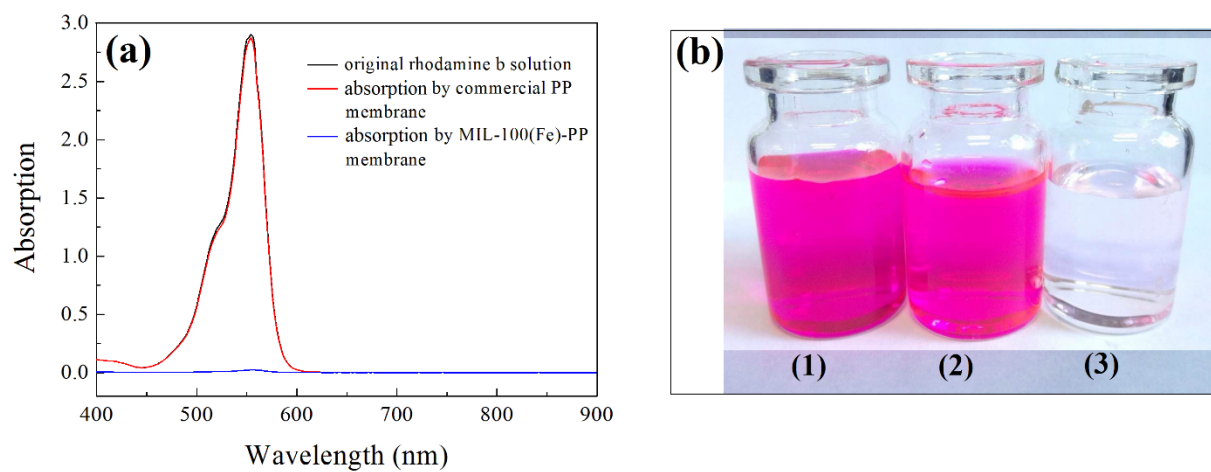 (a)
3.0
2.5
2.0
1.5
1.0
0.5
0.0
Absorption
400
500
600
700
800
900
Wavelength (nm)
original rhodamine b solution
absorption by commercial PP
membrane
absorption by MIL-100(Fe)-PP
membrane
(b)
(1)
(2)
(3)